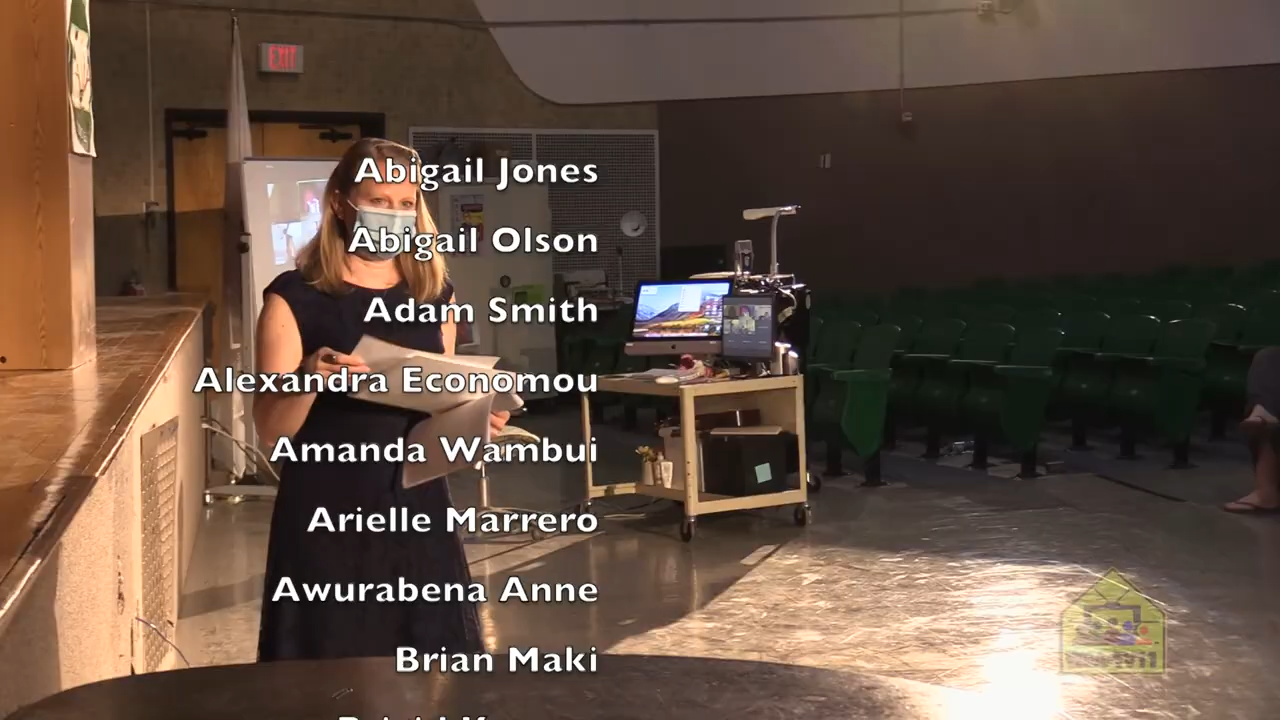 EXIT
Abigail Jones
Abigail Olson
Adam Smith
Alexandra Economou
Amanda Wambui
Arielle Marrero
Awurabena Anne
Brian Maki